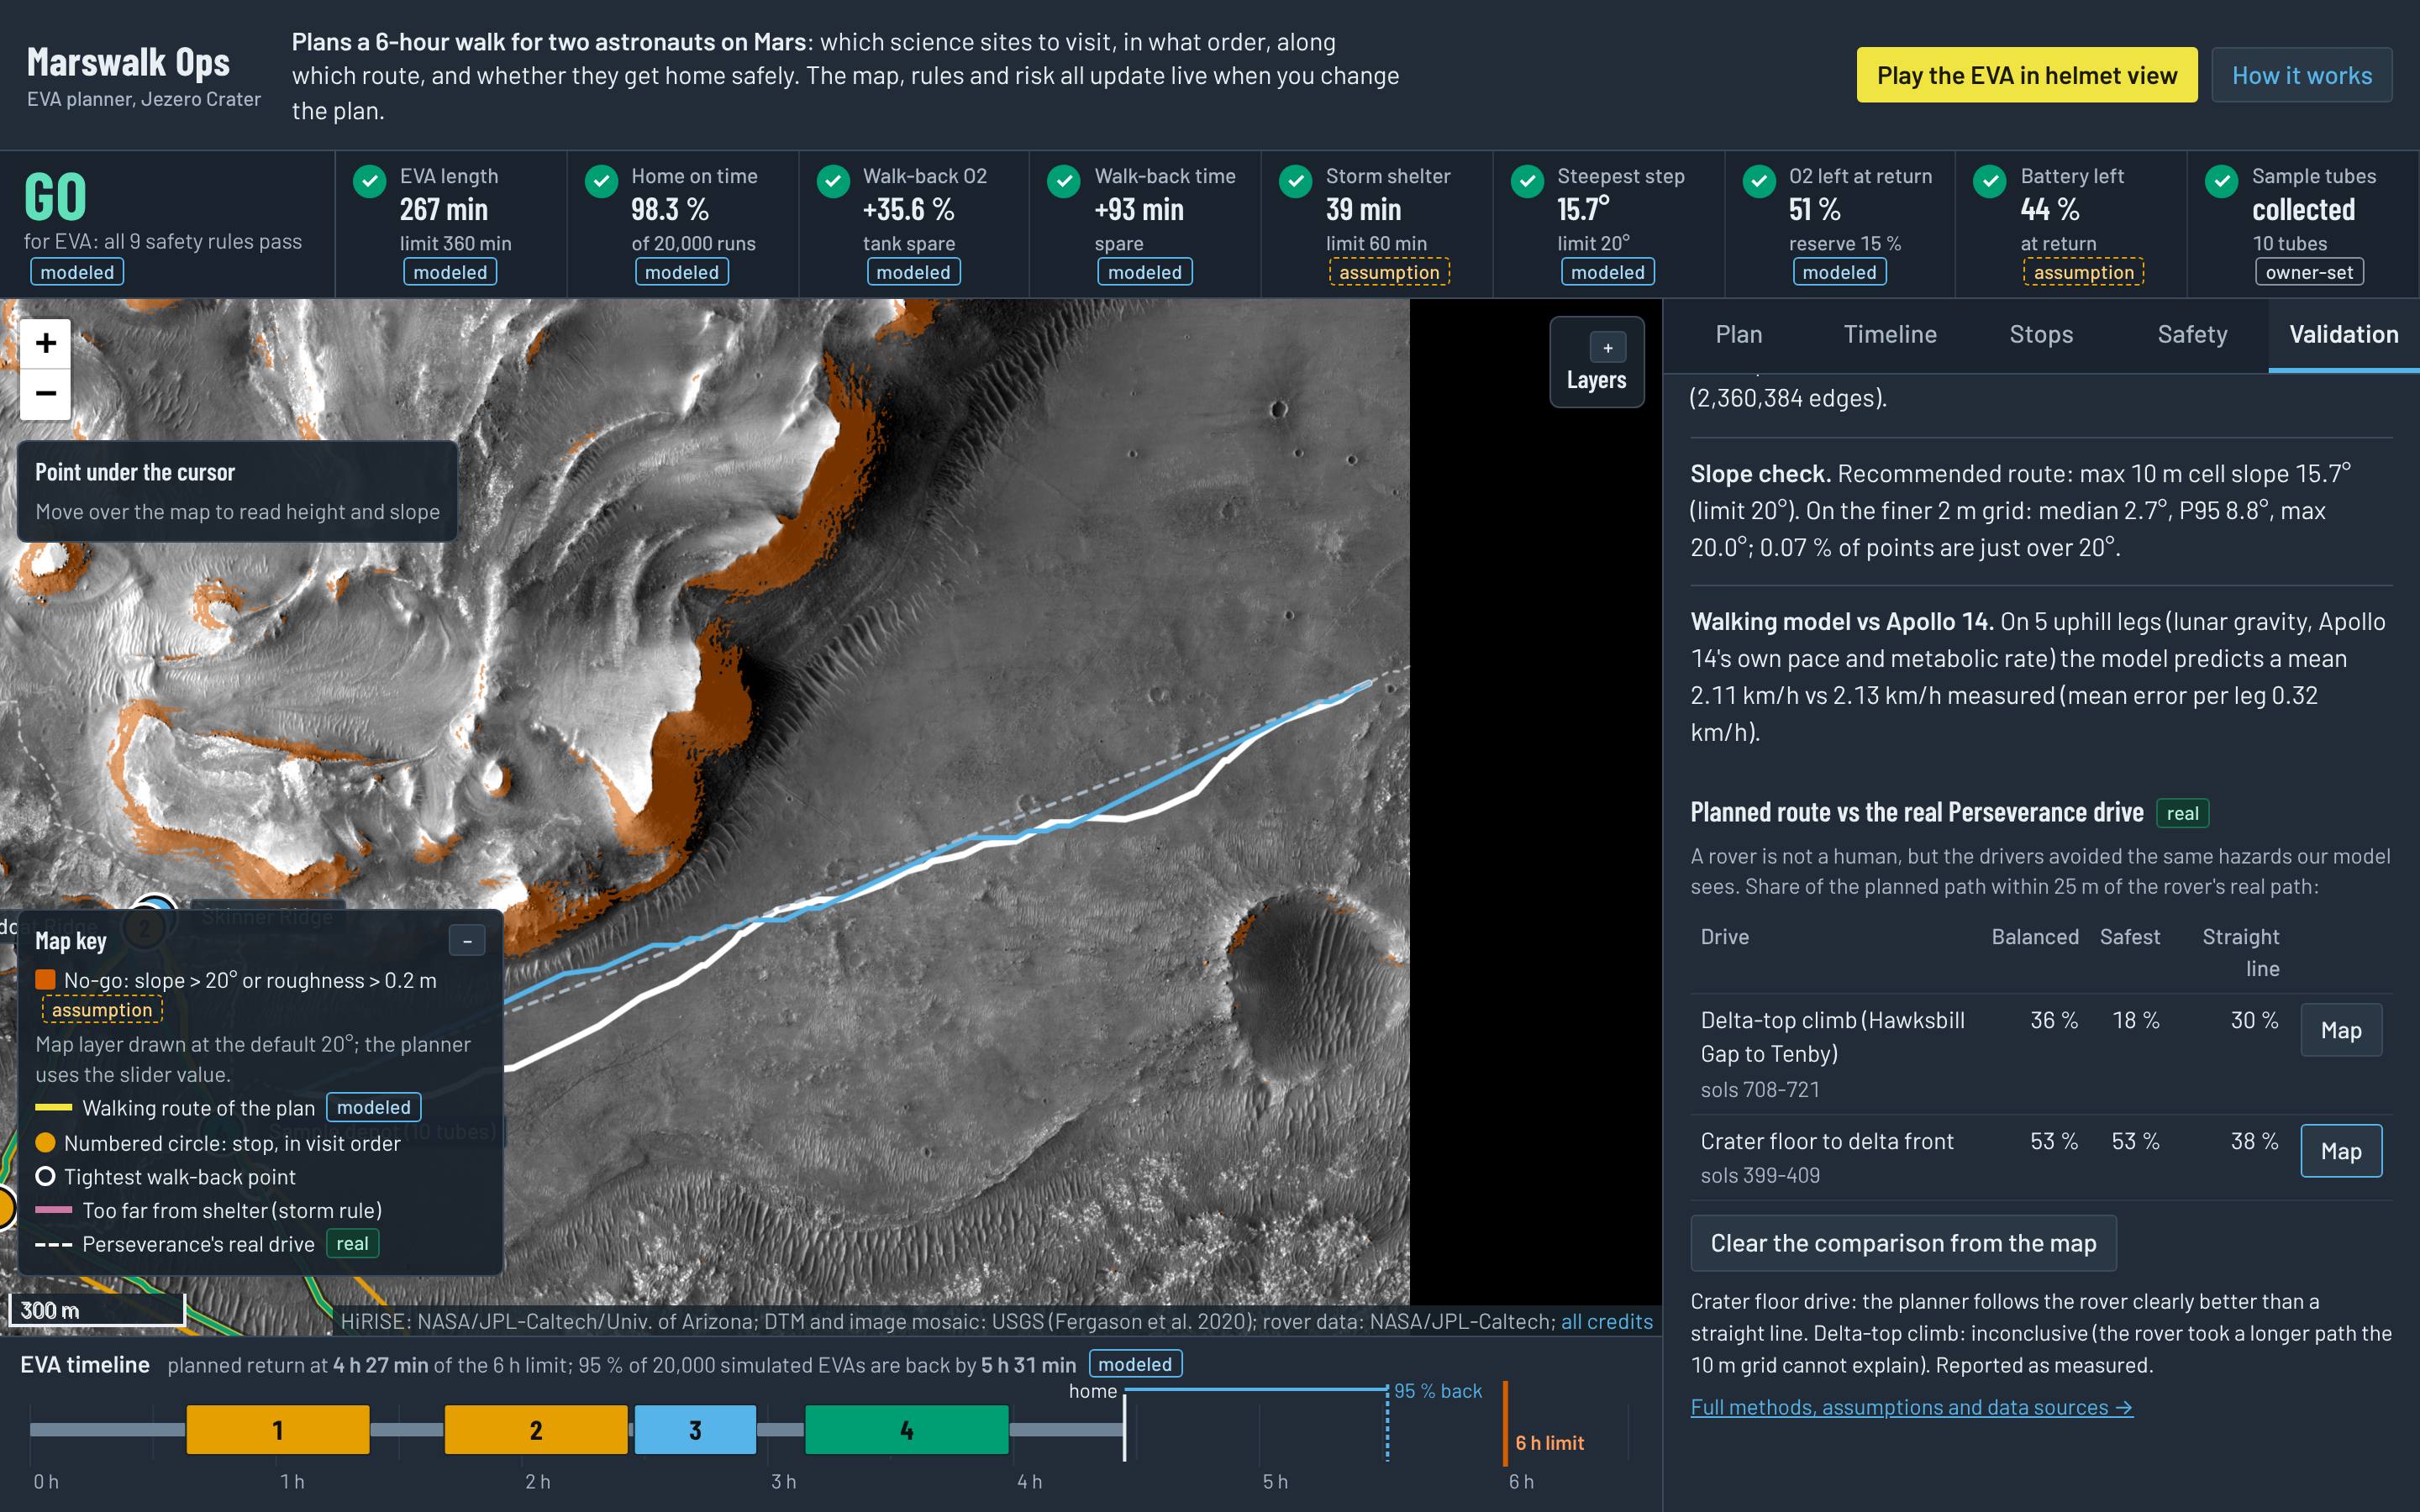 Marswalk Ops
EVA planner, Jezero Crater
Plans a 6-hour walk for two astronauts on Mars: which science sites to visit, in what order, along
which route, and whether they get home safely. The map, rules and risk all update live when you change
the plan.
Play the EVA in helmet view
How it works
GO
for EVA: all 9 safety rules pass
modeled
EVA length
267 min
limit 360 min
modeled
Home on time
98.3 %
of 20,000 runs
modeled
Walk-back O2
+35.6 %
tank spare
modeled
Walk-back time
+93 min
spare
modeled
Storm shelter
39 min
limit 60 min
assumption
Steepest step
15.7°
limit 20°
modeled
O2 left at return
51 %
reserve 15 %
modeled
Battery left
44 %
at return
assumption
Sample tubes
collected
10 tubes
owner-set
+
−
+
Layers
Point under the cursor
Move over the map to read height and slope
Skinner Ridge
2
Map key
–
No-go: slope > 20° or roughness > 0.2 m
assumption
Map layer drawn at the default 20°; the planner
uses the slider value.
Walking route of the plan modeled
Sample depot (10 tubes)
Numbered circle: stop, in visit order
Tightest walk-back point
Too far from shelter (storm rule)
Perseverance's real drive real
300 m
HiRISE: NASA/JPL-Caltech/Univ. of Arizona; DTM and image mosaic: USGS (Fergason et al. 2020); rover data: NASA/JPL-Caltech; all credits
Plan Timeline Stops Safety Validation
(2,360,384 edges).
Slope check. Recommended route: max 10 m cell slope 15.7°
(limit 20°). On the finer 2 m grid: median 2.7°, P95 8.8°, max
20.0°; 0.07 % of points are just over 20°.
Walking model vs Apollo 14. On 5 uphill legs (lunar gravity, Apollo
14's own pace and metabolic rate) the model predicts a mean
2.11 km/h vs 2.13 km/h measured (mean error per leg 0.32
km/h).
Planned route vs the real Perseverance drive real
A rover is not a human, but the drivers avoided the same hazards our model
sees. Share of the planned path within 25 m of the rover's real path:
Drive Balanced Safest Straight
line
Delta-top climb (Hawksbill 36 % 18 % 30 % Map
Gap to Tenby)
sols 708-721
Crater floor to delta front 53 % 53 % 38 % Map
sols 399-409
Clear the comparison from the map
Crater floor drive: the planner follows the rover clearly better than a
straight line. Delta-top climb: inconclusive (the rover took a longer path the
10 m grid cannot explain). Reported as measured.
Full methods, assumptions and data sources →
EVA timeline planned return at 4 h 27 min of the 6 h limit; 95 % of 20,000 simulated EVAs are back by 5 h 31 min modeled
home 95 % back
1 2 3 4
6 h limit
0 h 1 h 2 h 3 h 4 h 5 h 6 h